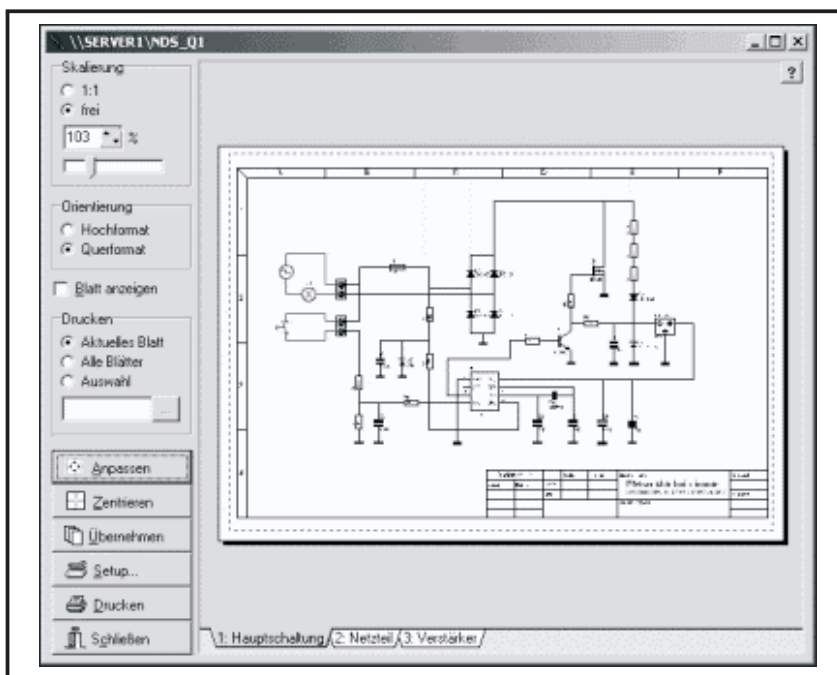 \\SERVER1\NDS_Q1
?
Skalierung
1:1
frei
103 %
Orientierung
Hochformat
Querformat
Blatt anzeigen
Drucken
Aktuelles Blatt
Alle Blätter
Auswahl
...
Anpassen
Zentrieren
Übernehmen
Setup...
Drucken
Schließen
1: Hauptschaltung
2: Netzteil
3: Verstärker